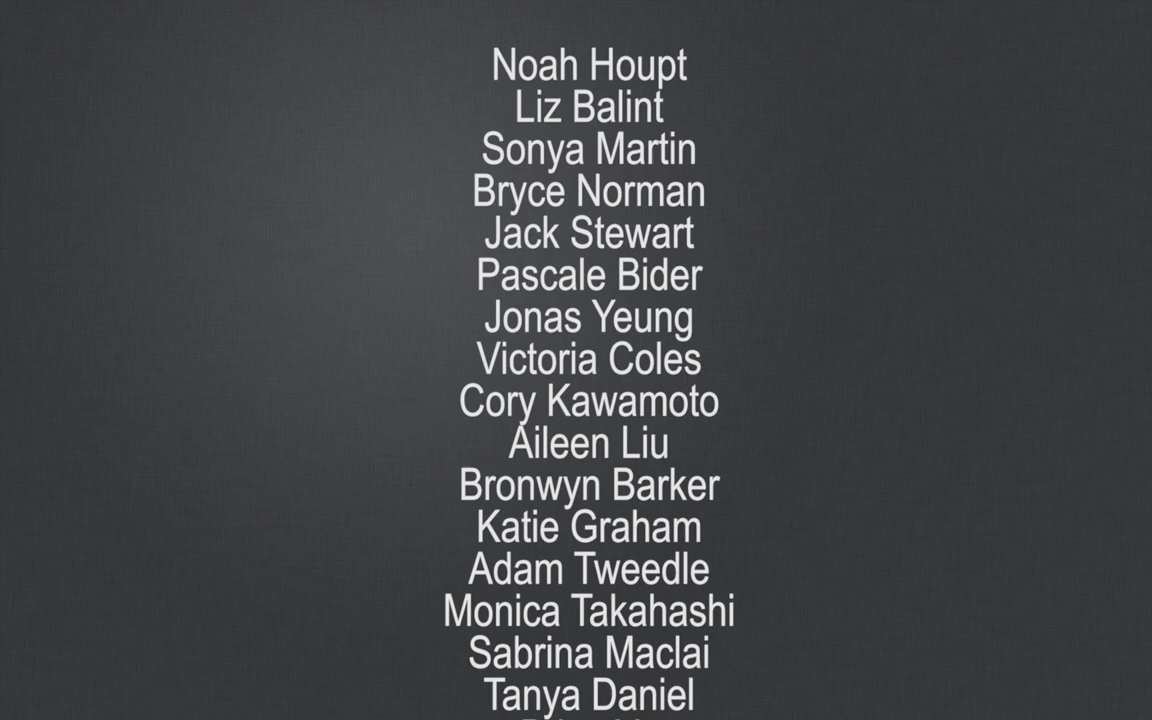 Noah Houpt
Liz Balint
Sonya Martin
Bryce Norman
Jack Stewart
Pascale Bider
Jonas Yeung
Victoria Coles
Cory Kawamoto
Aileen Liu
Bronwyn Barker
Katie Graham
Adam Tweedle
Monica Takahashi
Sabrina Maclai
Tanya Daniel